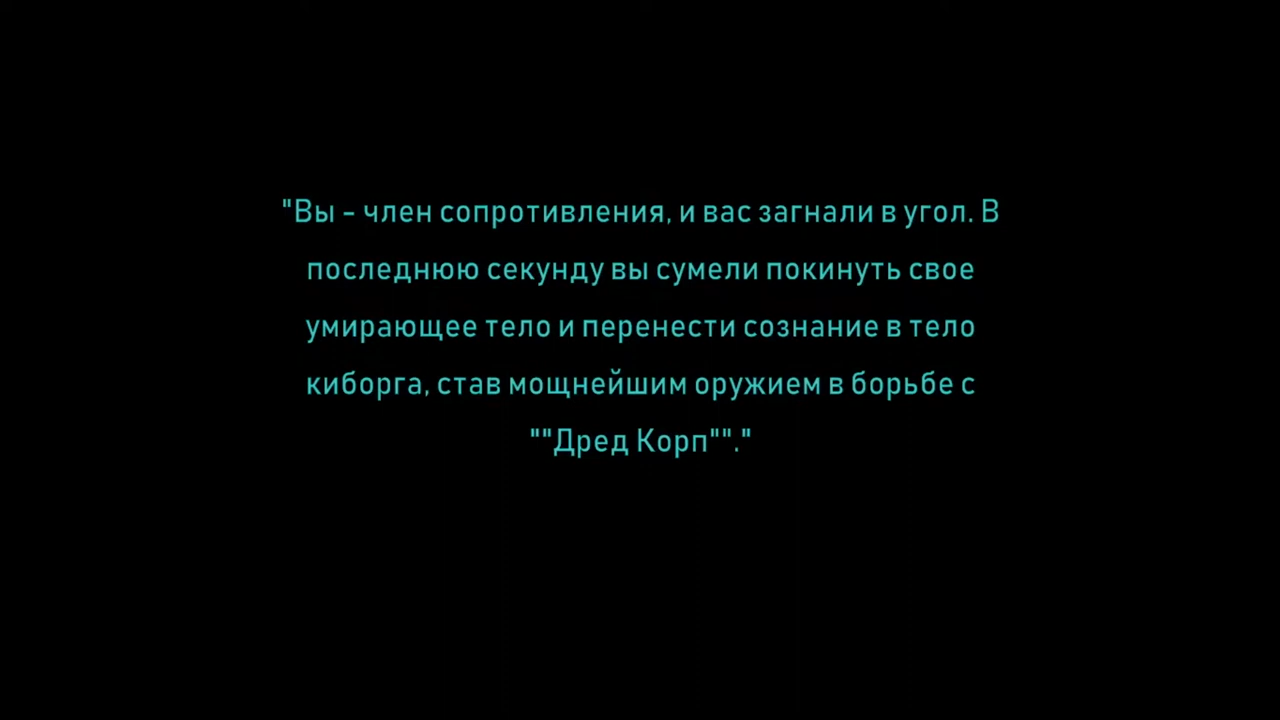 "Вы - член сопротивления, и вас загнали в угол. В
последнюю секунду вы сумели покинуть свое
умирающее тело и перенести сознание в тело
киборга, став мощнейшим оружием в борьбе с
""Дред Корп""."